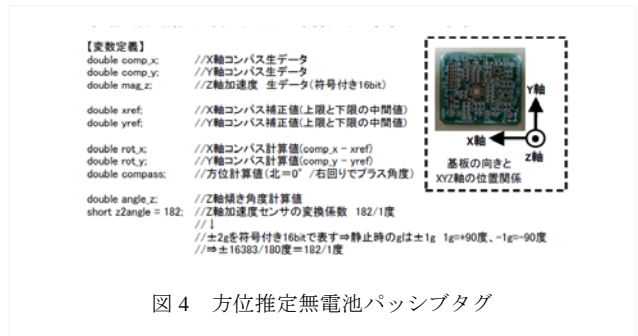 【変数定義】
double comp_x; //X軸コンパス生データ
double comp_y; //Y軸コンパス生データ
double mag_z; //Z軸加速度 生データ(符号付き16bit)
double xref; //Xコンパス補正値(上限と下限の中間値)
double yref; //Yコンパス補正値(上限と下限の中間値)
double rot_x; //Xコンパス計算値(comp_x - xref)
double rot_y; //Yコンパス計算値(comp_y - yref)
double compass; //方位計算値(北=0°/右回りでプラス角度)
double angle_z; //Z軸傾き角度計算値
short z2angle = 182; //Z軸加速度センサの変換係数 182/1度
//↓
//±2gを符号付き16bitで表す⇒静止時のgは±1g 1g=+90度、-1g=-90度
//⇒±16383/180度=182/1度
Y軸
X軸
Z軸
基板の向きと
XYZ軸の位置関係
図 4 方位推定無電池パッシブタグ